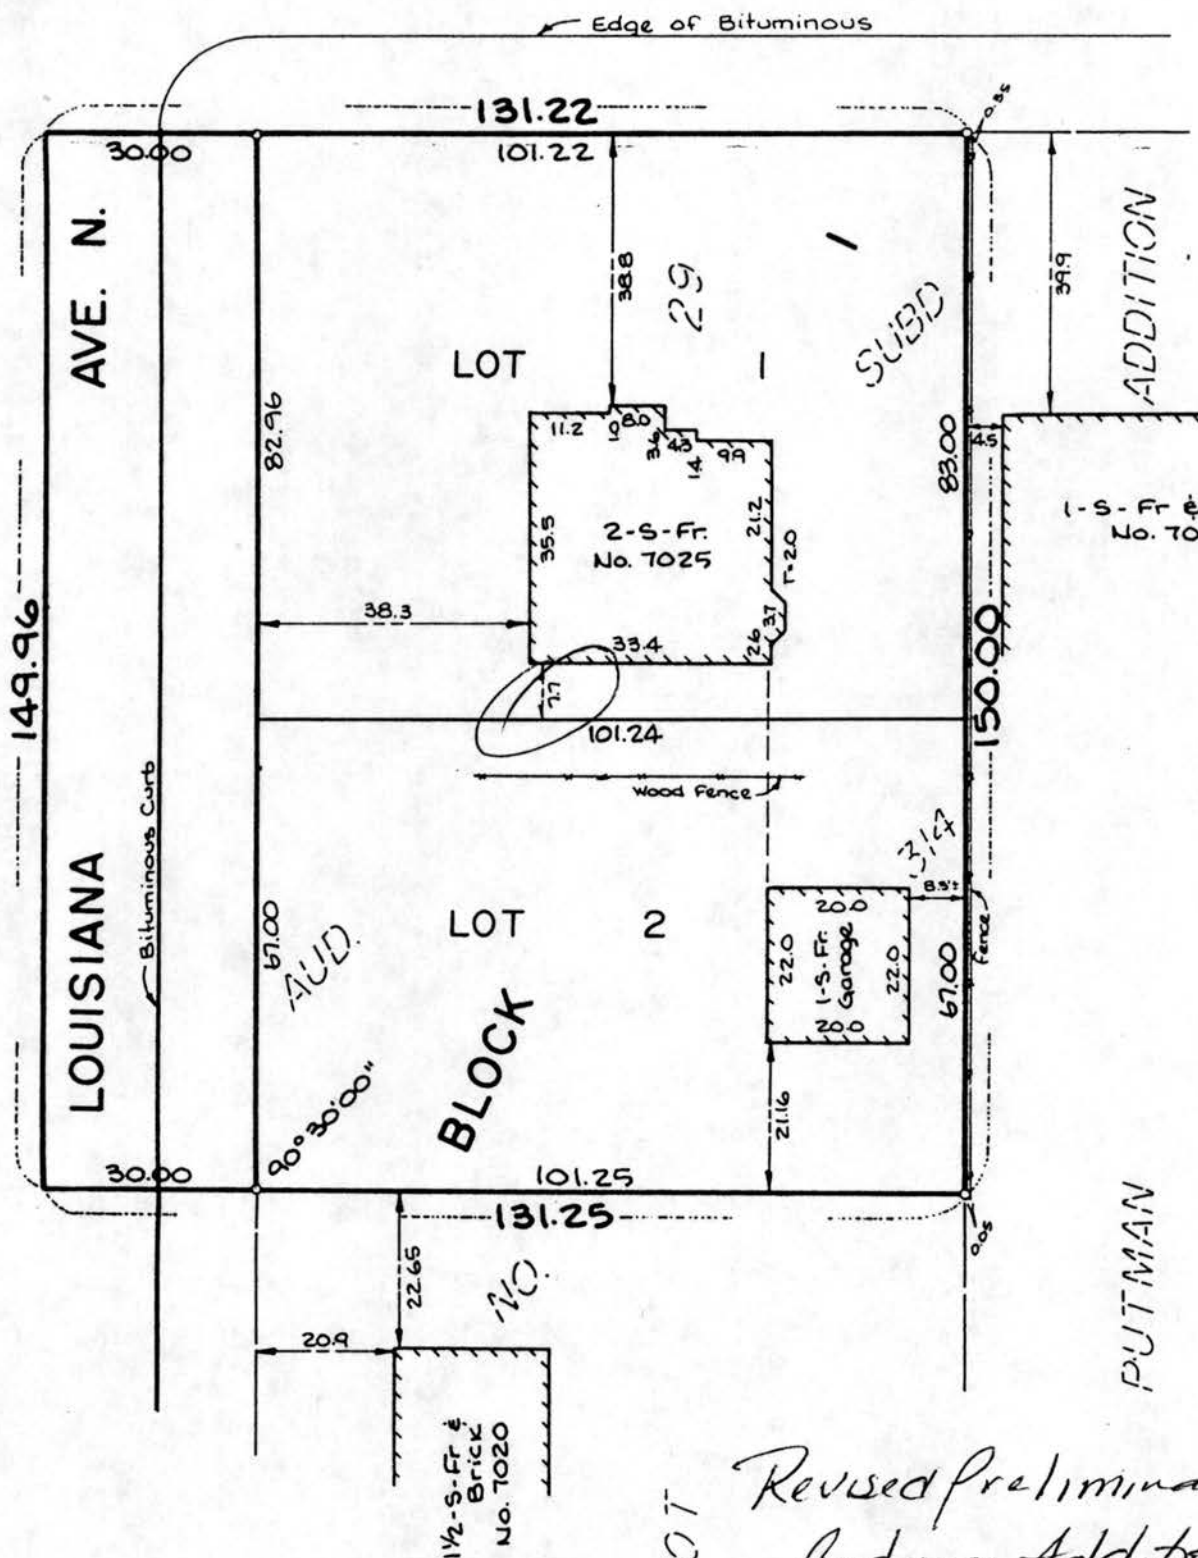 Edge of Bituminous
131.22
0.35
30.00
101.22
AVE. N.
38.8
29
SUBD
39.9
ADDITION
LOT 1
82.96
11.2
1.0
8.0
3.6
1.4
9.9
83.00
4.5
2-S-Fr.
No. 7025
35.5
21.2
r=2.0
1-S-Fr &
No. 70
38.3
33.4
2.6
3.7
7.7
149.96
150.00
101.24
Wood Fence
Bituminous Curb
LOUISIANA
67.00
AUD.
LOT 2
8.5±
Fence
20.0
22.0
1-S-Fr.
Garage
22.0
20.0
67.00
90°30'00"
BLOCK
21.16
30.00
101.25
131.25
0.05
22.65
NO.
20.9
PUTMAN
1½-S-Fr &
Brick
No. 7020
OT
Revised Prelimina